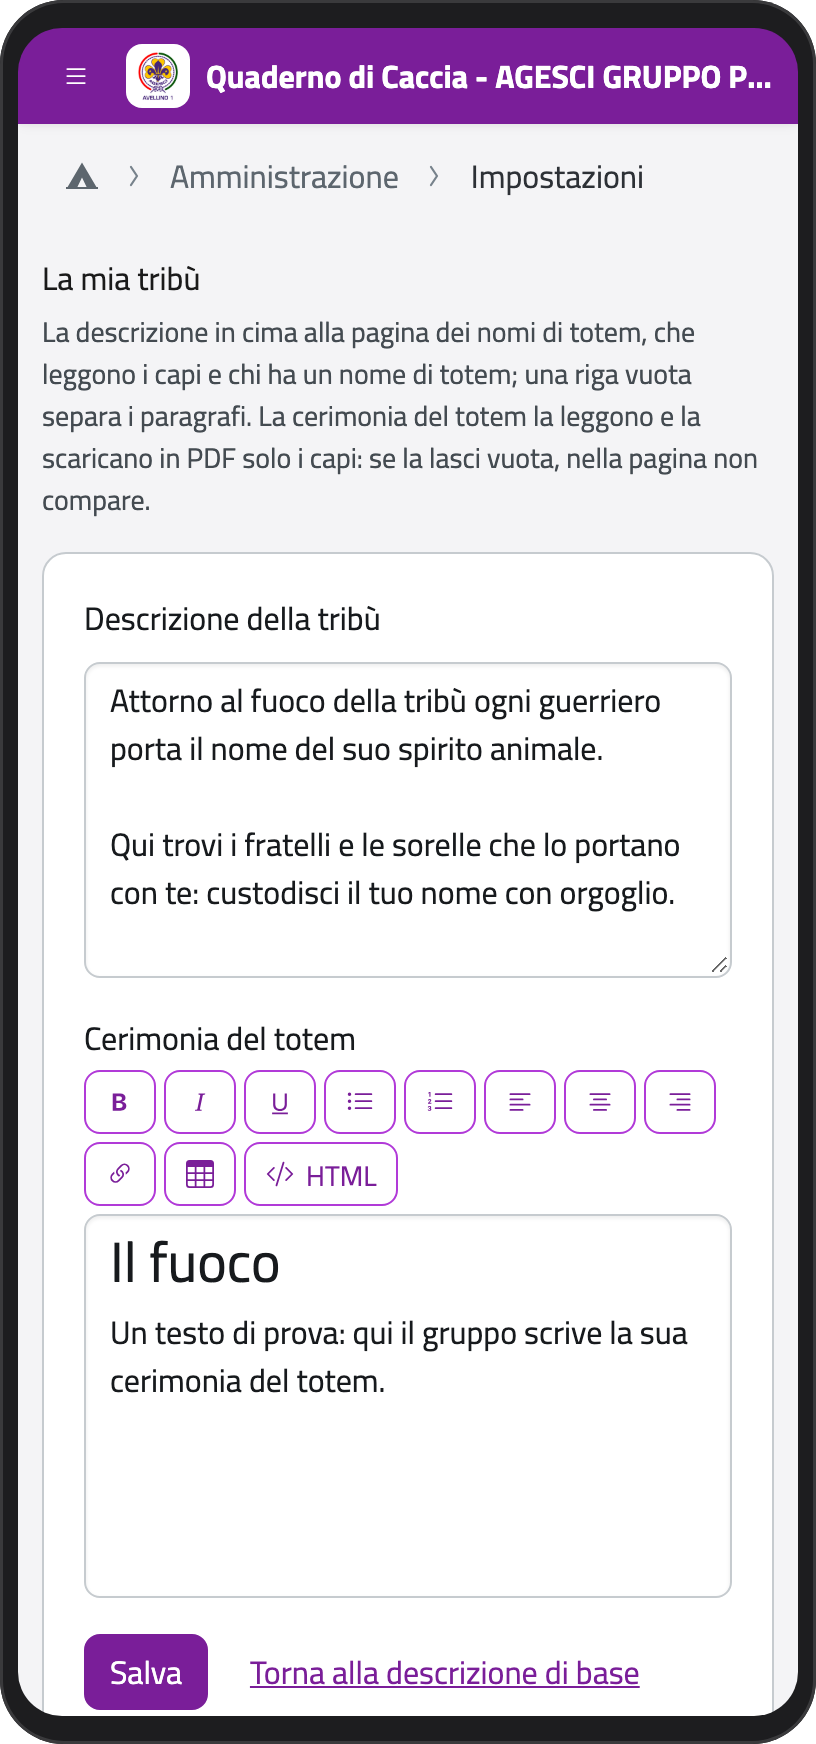 AVELLINO 1
Quaderno di Caccia - AGESCI GRUPPO P...
Amministrazione
Impostazioni
La mia tribù
La descrizione in cima alla pagina dei nomi di totem, che
leggono i capi e chi ha un nome di totem; una riga vuota
separa i paragrafi. La cerimonia del totem la leggono e la
scaricano in PDF solo i capi: se la lasci vuota, nella pagina non
compare.
Descrizione della tribù
Attorno al fuoco della tribù ogni guerriero
porta il nome del suo spirito animale.
Qui trovi i fratelli e le sorelle che lo portano
con te: custodisci il tuo nome con orgoglio.
Cerimonia del totem
B I U
</> HTML
Il fuoco
Un testo di prova: qui il gruppo scrive la sua
cerimonia del totem.
Salva
Torna alla descrizione di base